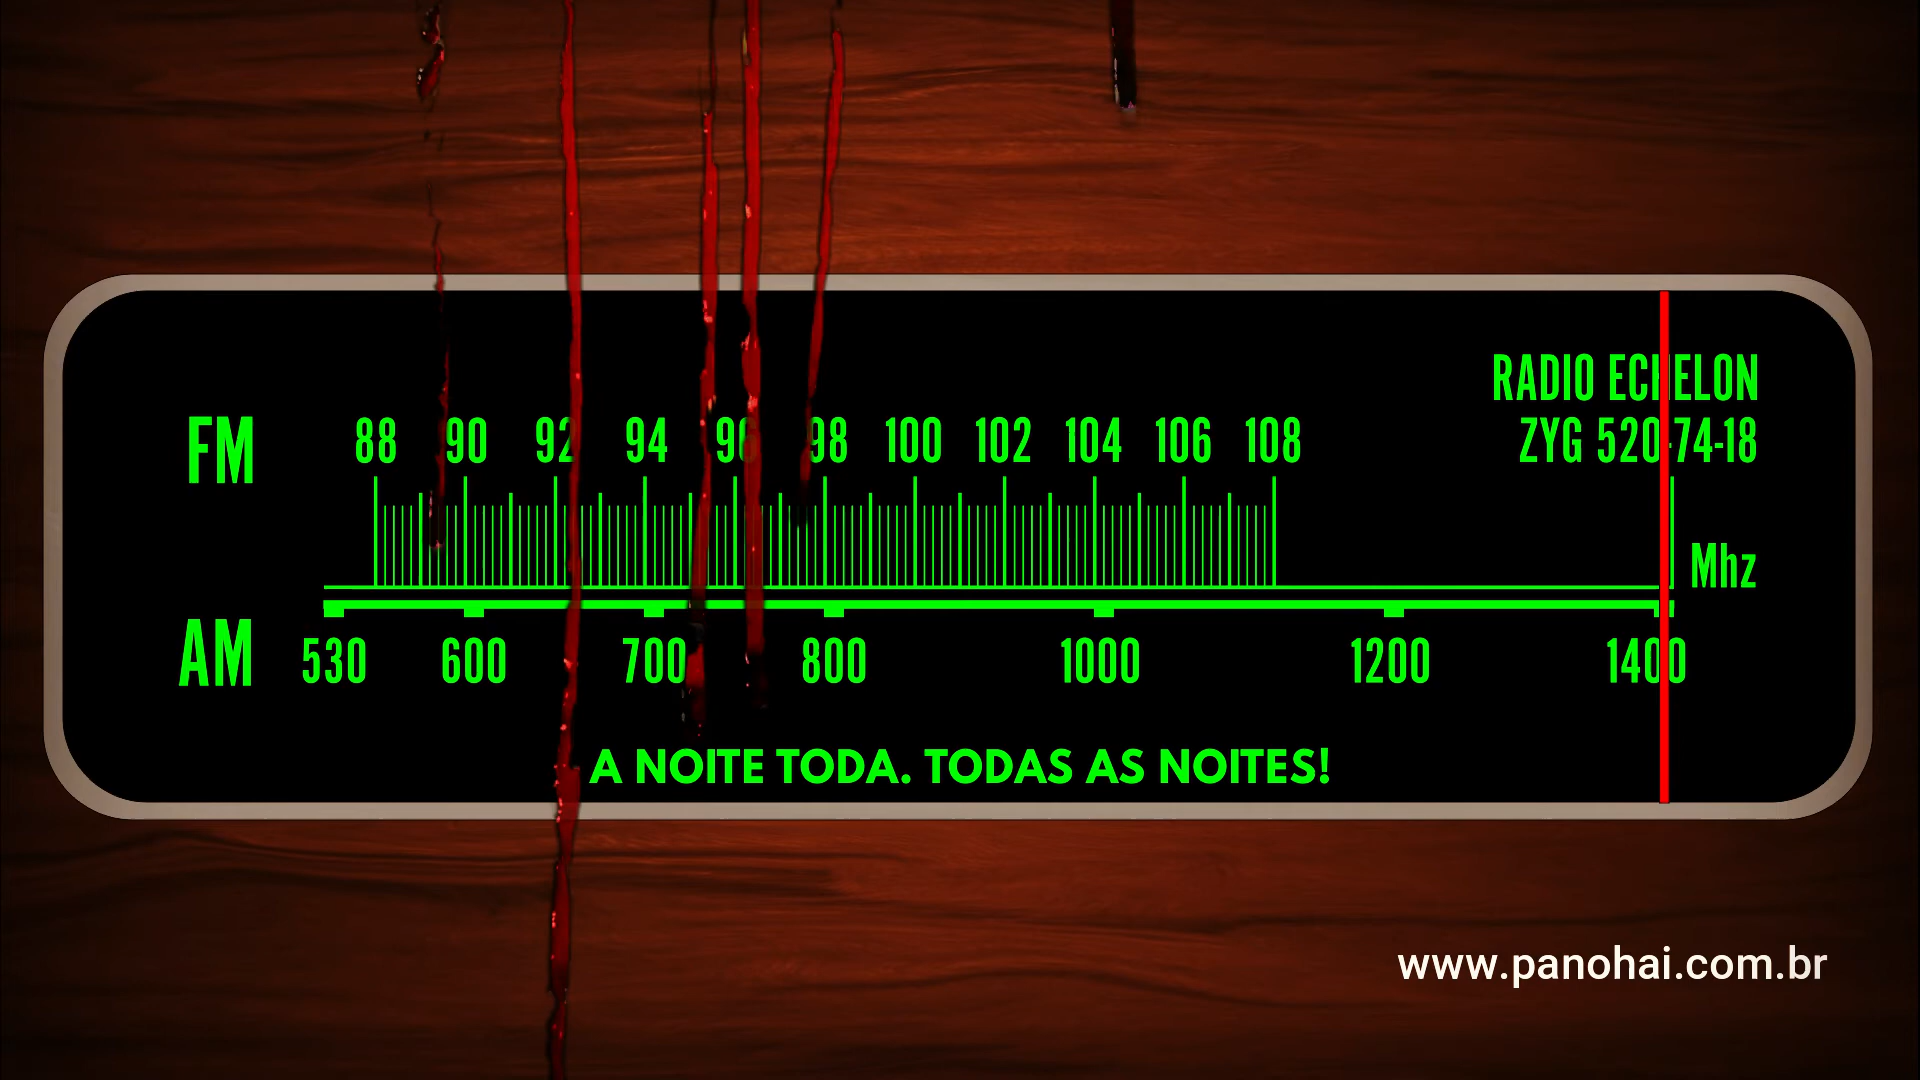 RADIO ECHELON
ZYG 520-74-18
FM 88 90 92 94 96 98 100 102 104 106 108
Mhz
AM 530 600 700 800 1000 1200 1400
A NOITE TODA. TODAS AS NOITES!
www.panohai.com.br